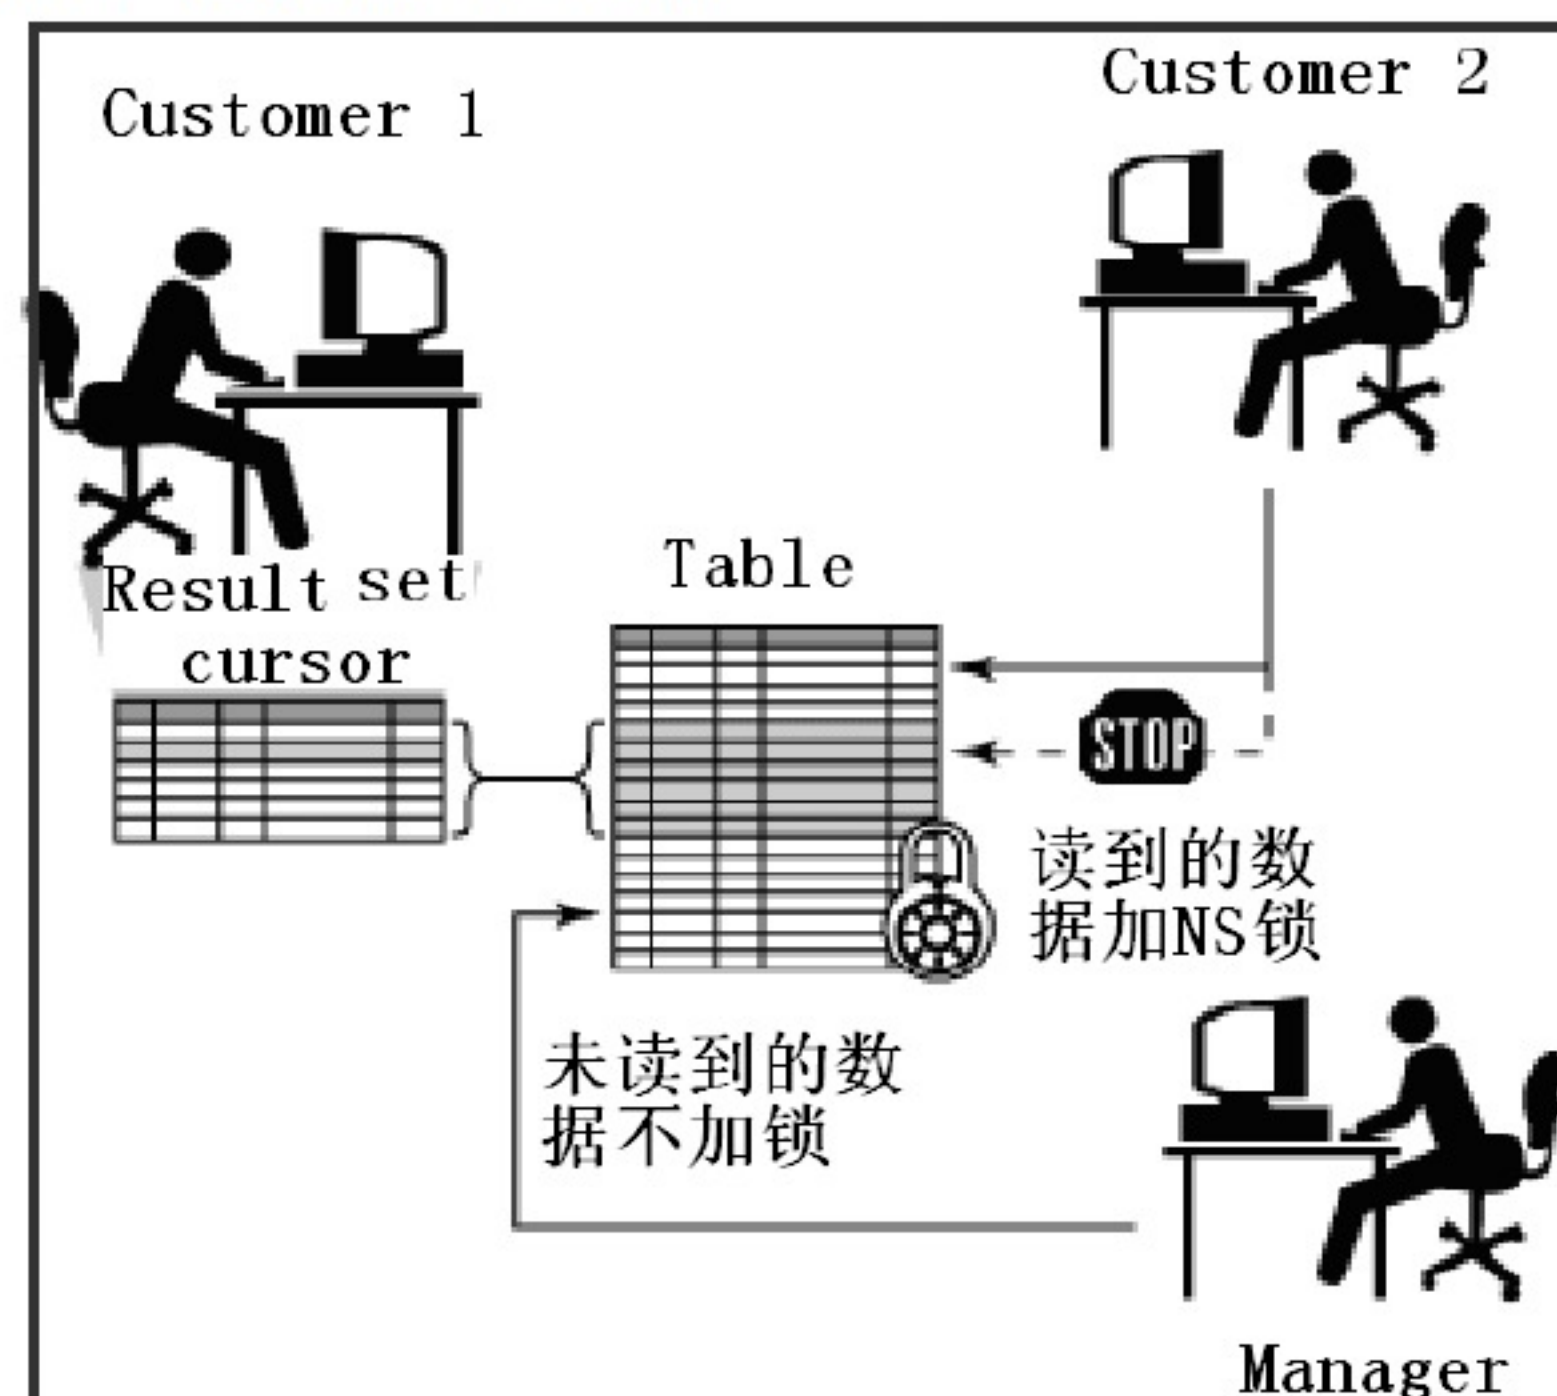 Customer 1
Customer 2
Result set
cursor
Table
STOP
读到的数
据加NS锁
未读到的数
据不加锁
Manager